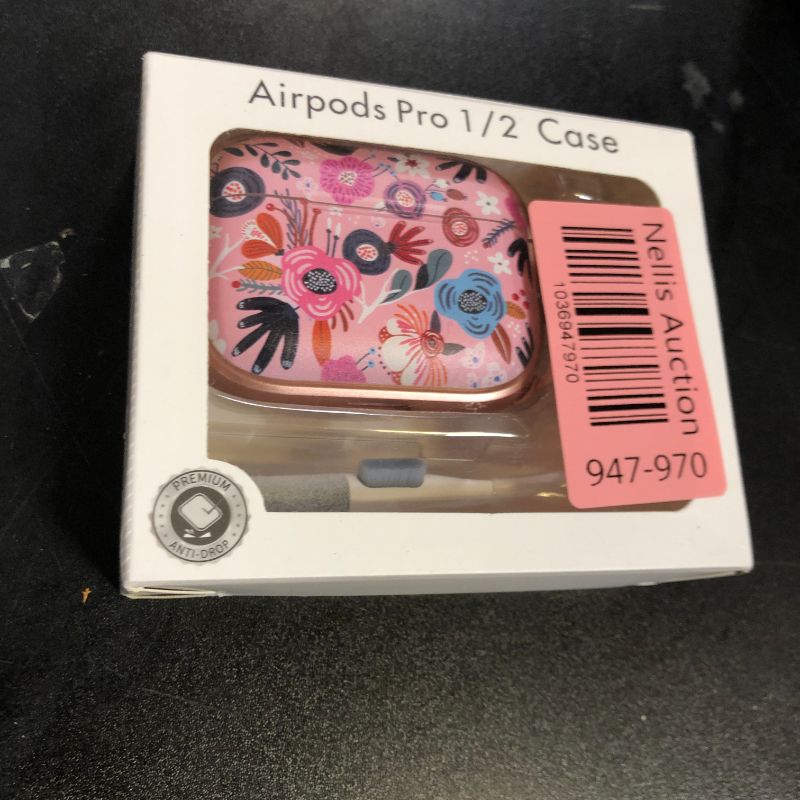 Airpods Pro 1/2 Case
Nellis Auction
1036947970
947-970
PREMIUM
ANTI-DROP